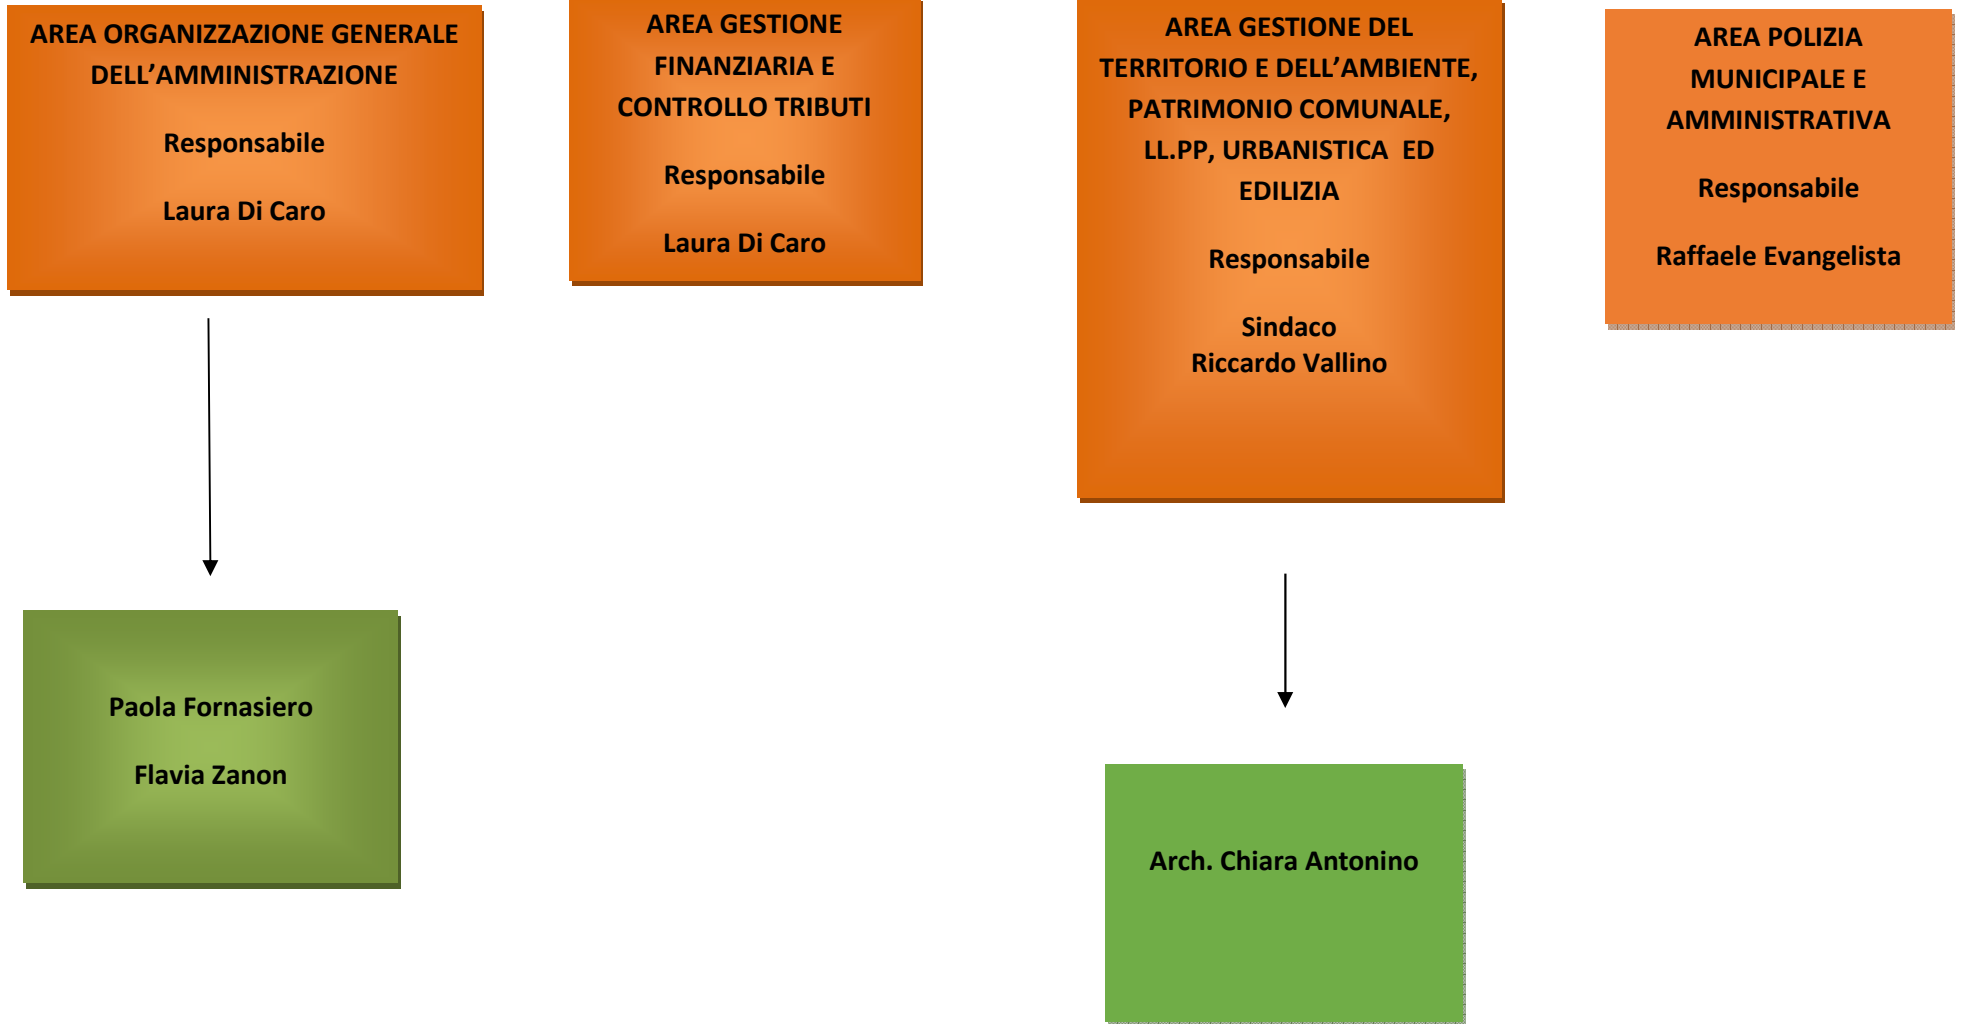 AREA ORGANIZZAZIONE GENERALE
DELL’AMMINISTRAZIONE
Responsabile
Laura Di Caro
AREA GESTIONE
FINANZIARIA E
CONTROLLO TRIBUTI
Responsabile
Laura Di Caro
AREA GESTIONE DEL
TERRITORIO E DELL’AMBIENTE,
PATRIMONIO COMUNALE,
LL.PP, URBANISTICA  ED
EDILIZIA
Responsabile
Sindaco
Riccardo Vallino
AREA POLIZIA
MUNICIPALE E
AMMINISTRATIVA
Responsabile
Raffaele Evangelista
Paola Fornasiero
Flavia Zanon
Arch. Chiara Antonino